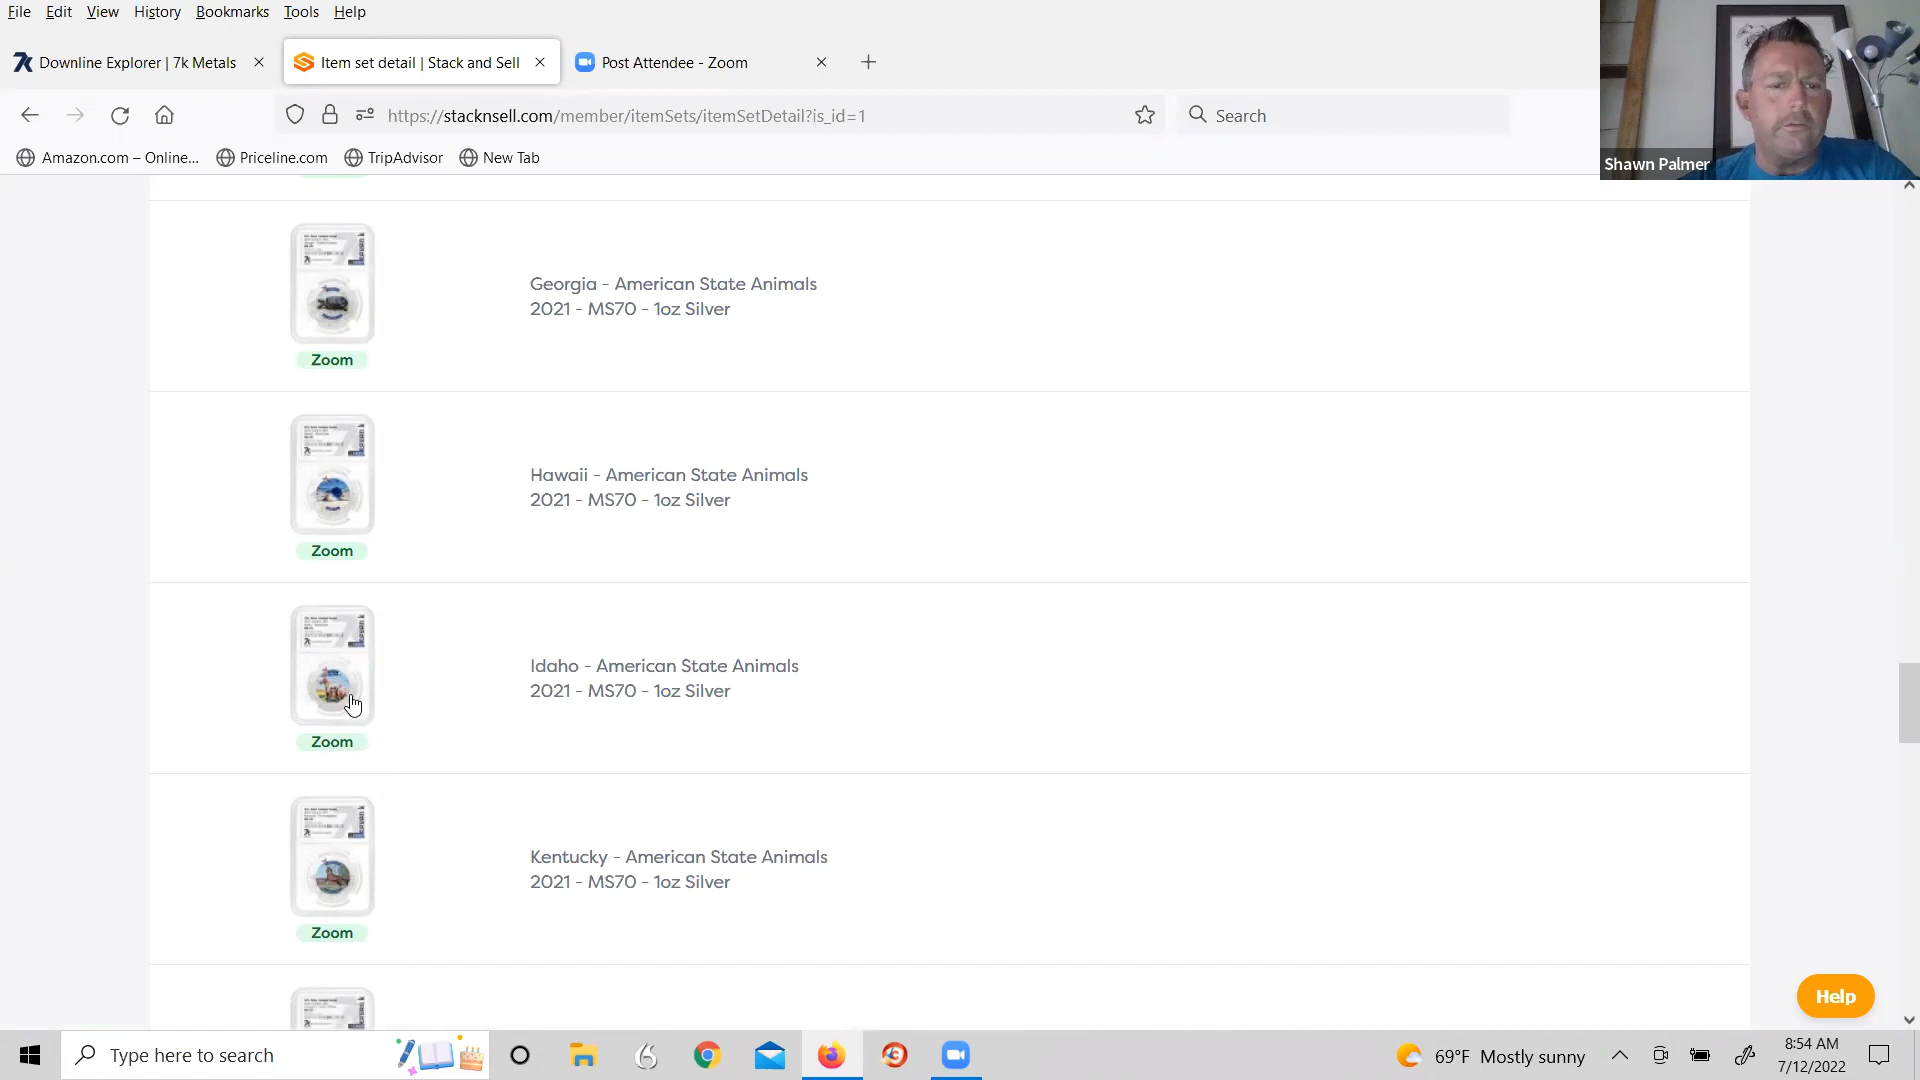 File Edit View History Bookmarks Tools Help
Downline Explorer | 7k Metals
Item set detail | Stack and Sell
Post Attendee - Zoom
https://stacknsell.com/member/itemSets/itemSetDetail?is_id=1
Search
Amazon.com – Online...
Priceline.com
TripAdvisor
New Tab
Shawn Palmer
Georgia - American State Animals
2021 - MS70 - 1oz Silver
Zoom
Hawaii - American State Animals
2021 - MS70 - 1oz Silver
Zoom
Idaho - American State Animals
2021 - MS70 - 1oz Silver
Zoom
Kentucky - American State Animals
2021 - MS70 - 1oz Silver
Zoom
Help
Type here to search
69°F Mostly sunny
8:54 AM
7/12/2022